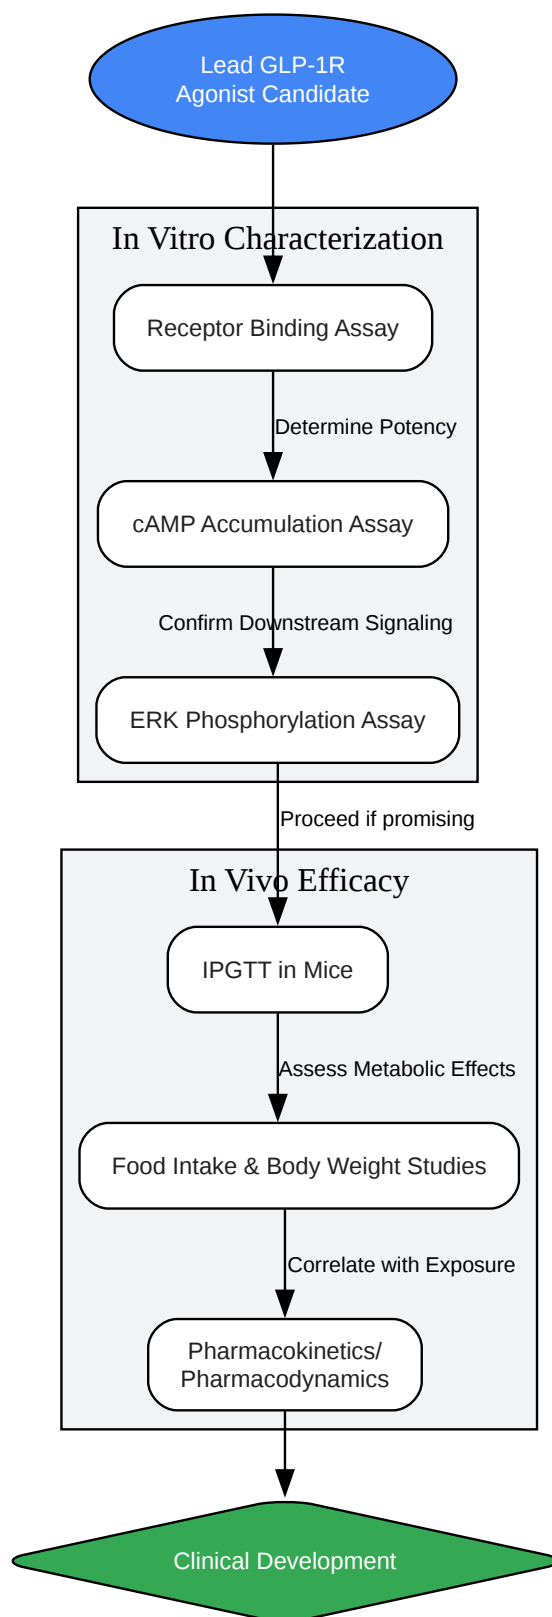 Lead GLP-1R
Agonist Candidate
In Vitro Characterization
Receptor Binding Assay
Determine Potency
cAMP Accumulation Assay
Confirm Downstream Signaling
ERK Phosphorylation Assay
Proceed if promising
In Vivo Efficacy
IPGTT in Mice
Assess Metabolic Effects
Food Intake & Body Weight Studies
Correlate with Exposure
Pharmacokinetics/
Pharmacodynamics
Clinical Development